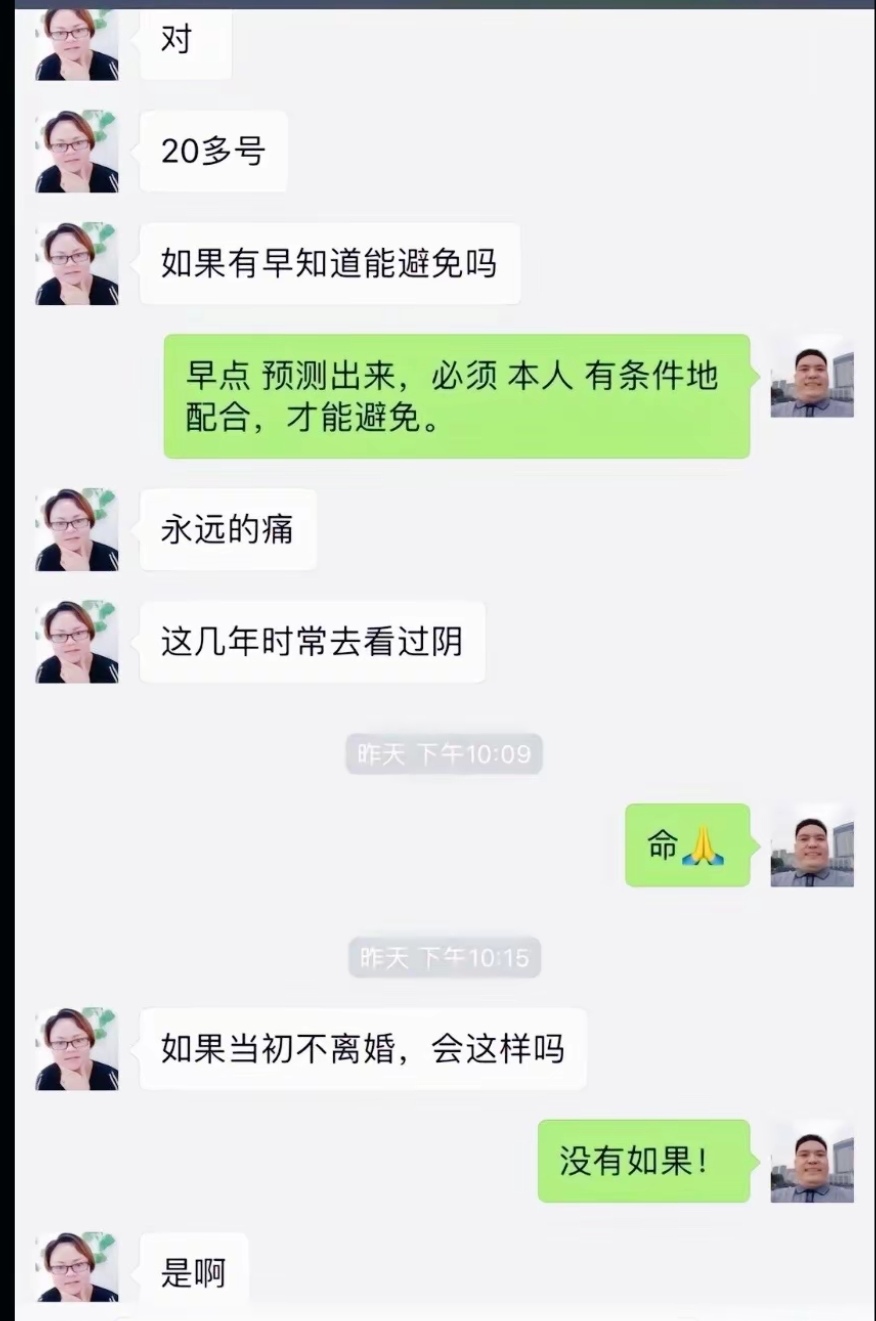 对
20多号
如果有早知道能避免吗
早点 预测出来，必须 本人 有条件地
配合，才能避免。
永远的痛
这几年时常去看过阴
昨天 下午10:09
命🙏
昨天 下午10:15
如果当初不离婚，会这样吗
没有如果！
是啊